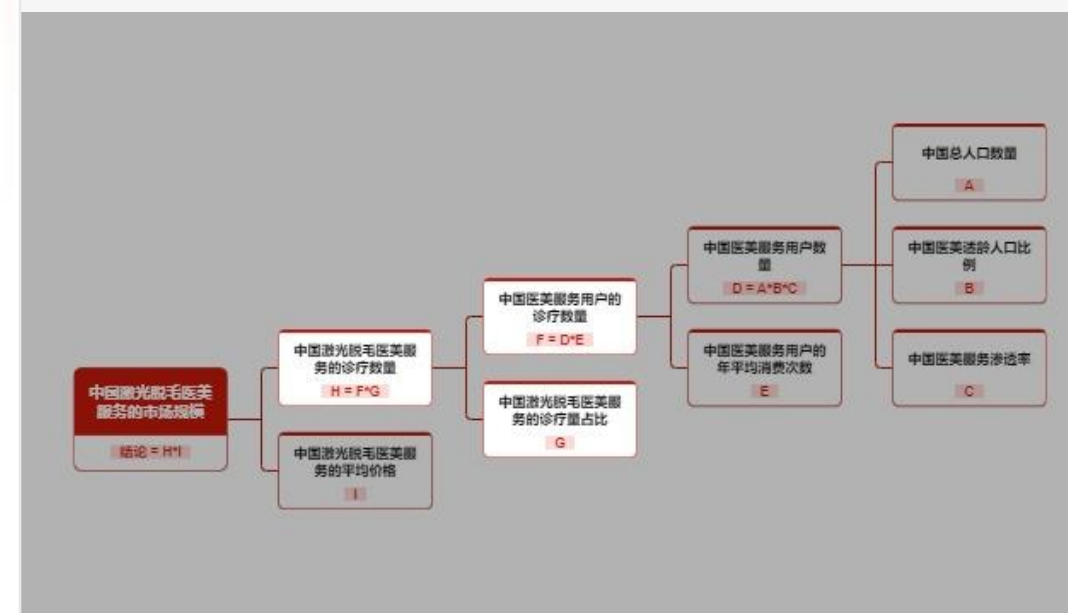 中国总人口数量
A
中国医美服务用户数
量
D = A*B*C
中国医美适龄人口比
例
B
中国医美服务用户的
诊疗数量
F = D*E
中国激光脱毛医美服
务的诊疗数量
H = F*G
中国医美服务用户的
年平均消费次数
E
中国医美服务渗透率
C
中国激光脱毛医美
服务的市场规模
结论 = H*I
中国激光脱毛医美服
务的诊疗量占比
G
中国激光脱毛医美服
务的平均价格
I